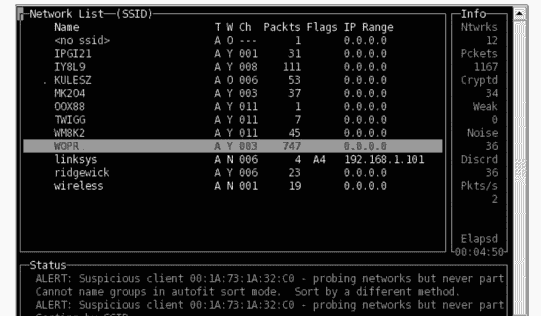 Network List—(SSID)
Name T W Ch Packts Flags IP Range
<no ssid> A O --- 1 0.0.0.0
IPGI21 A Y 001 31 0.0.0.0
IY8L9 A Y 008 111 0.0.0.0
. KULESZ A O 006 53 0.0.0.0
MK2O4 A Y 003 37 0.0.0.0
OOX88 A Y 011 1 0.0.0.0
TWIGG A Y 011 7 0.0.0.0
WM8K2 A Y 011 45 0.0.0.0
WOPR A Y 003 747 0.0.0.0
linksys A N 006 4 A4 192.168.1.101
ridgewick A Y 006 23 0.0.0.0
wireless A N 001 19 0.0.0.0
Info
Ntwrks
12
Pckets
1167
Cryptd
34
Weak
0
Noise
36
Discrd
36
Pkts/s
2
Elapsd
00:04:50
Status
ALERT: Suspicious client 00:1A:73:1A:32:C0 - probing networks but never part
Cannot name groups in autofit sort mode. Sort by a different method.
ALERT: Suspicious client 00:1A:73:1A:32:C0 - probing networks but never part